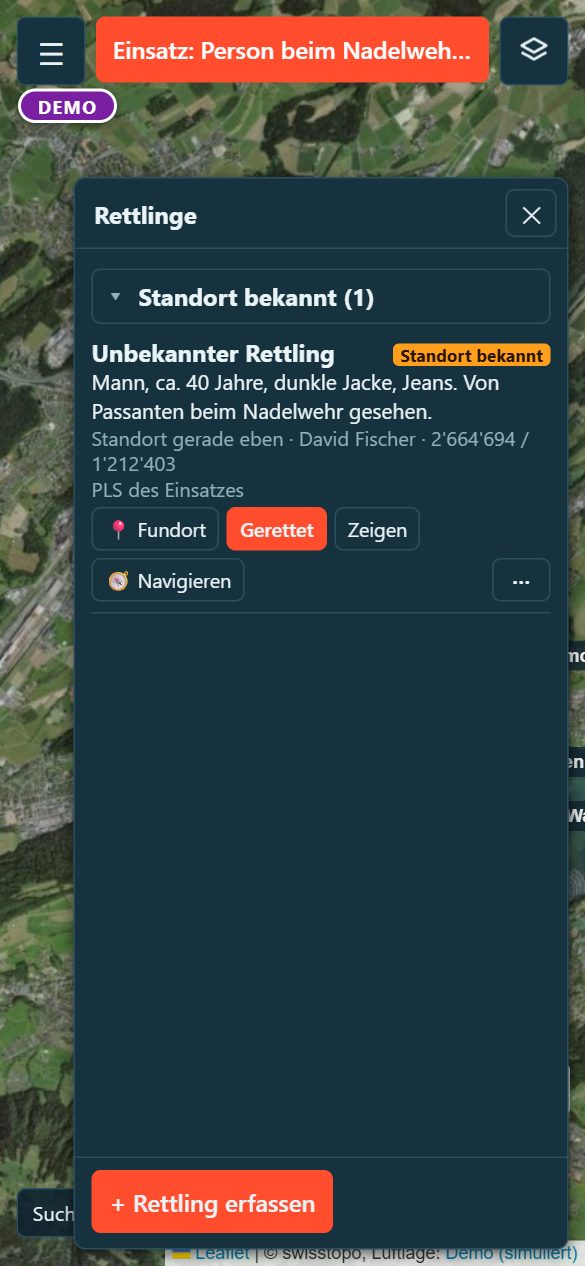 Einsatz: Person beim Nadelweh...
DEMO
Rettlinge
Standort bekannt (1)
Unbekannter Rettling
Standort bekannt
Mann, ca. 40 Jahre, dunkle Jacke, Jeans. Von
Passanten beim Nadelwehr gesehen.
Standort gerade eben · David Fischer · 2'664'694 /
1'212'403
PLS des Einsatzes
Fundort
Gerettet
Zeigen
Navigieren
...
+ Rettling erfassen
Such
Leaflet | © swisstopo, Luftlage: Demo (simuliert)